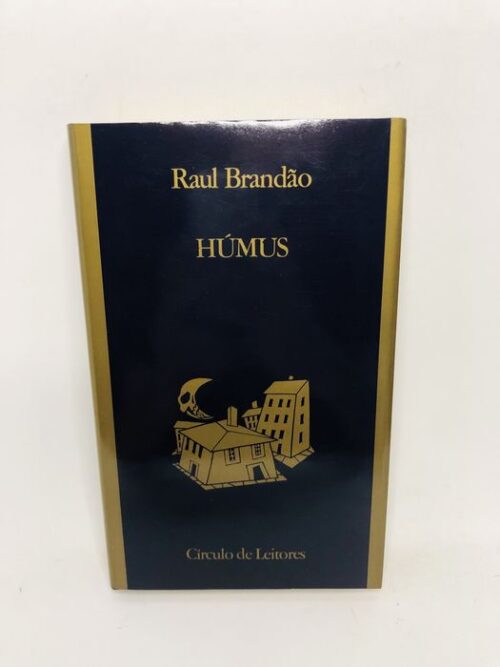 Raul Brandão
HÚMUS
Círculo de Leitores